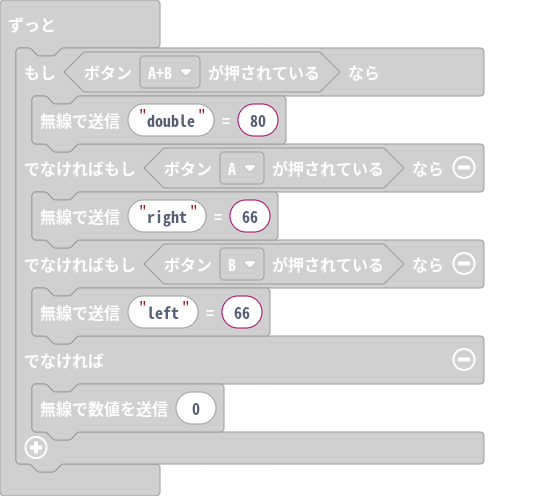 ずっと
もし ボタン A+B が押されている なら
無線で送信 "double" = 80
でなければもし ボタン A が押されている なら
無線で送信 "right" = 66
でなければもし ボタン B が押されている なら
無線で送信 "left" = 66
でなければ
無線で数値を送信 0